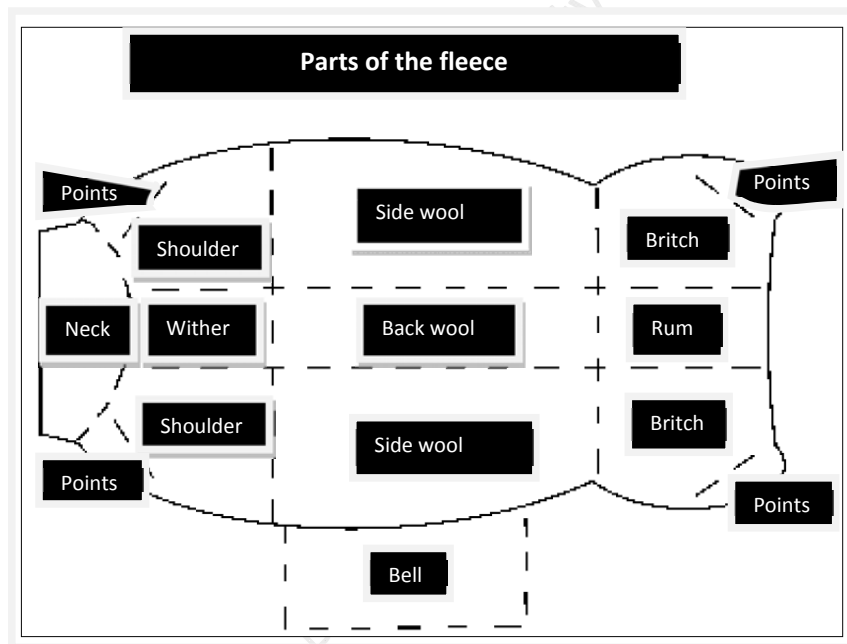 Parts of the fleece
Points
Points
Side wool
Shoulder
Britch
Neck
Wither
Back wool
Rum
Shoulder
Side wool
Britch
Points
Points
Bell